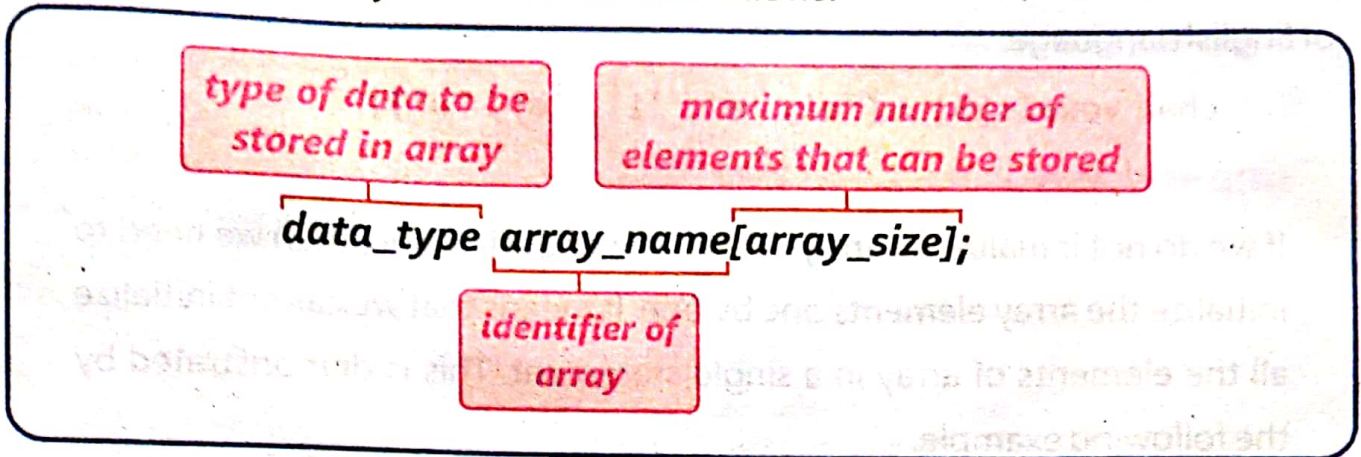 type of data to be
stored in array
maximum number of
elements that can be stored
data_type array_name[array_size];
identifier of
array